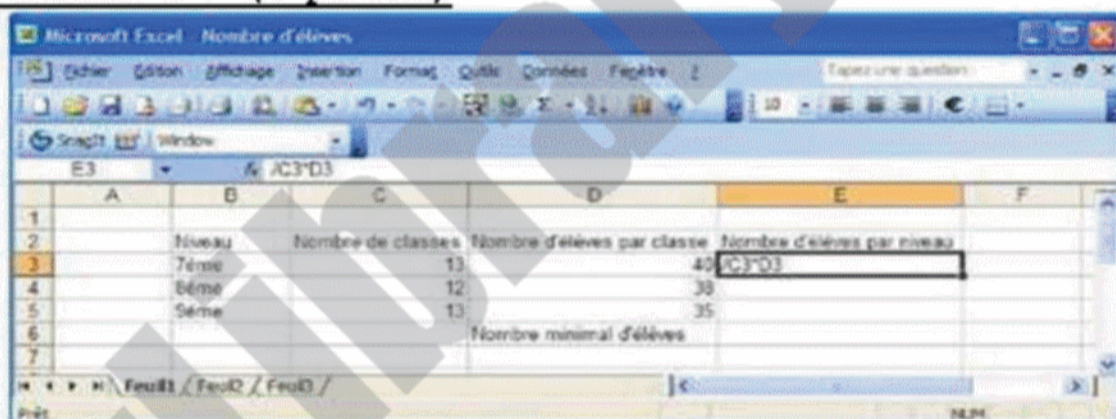 Microsoft Excel - Nombre d'élèves
Fichier Edition Affichage Insertion Format Outils Données Fenêtre ? Tapez une question
10
SnagIt Window
E3 fx /C3*D3
A B C D E F
1
2 Niveau Nombre de classes Nombre d'élèves par classe Nombre d'élèves par niveau
3 7ème 13 40 /C3*D3
4 8ème 12 38
5 9ème 13 35
6 Nombre minimal d'élèves
7
Feuil1 / Feuil2 / Feuil3 /
Prêt NUM